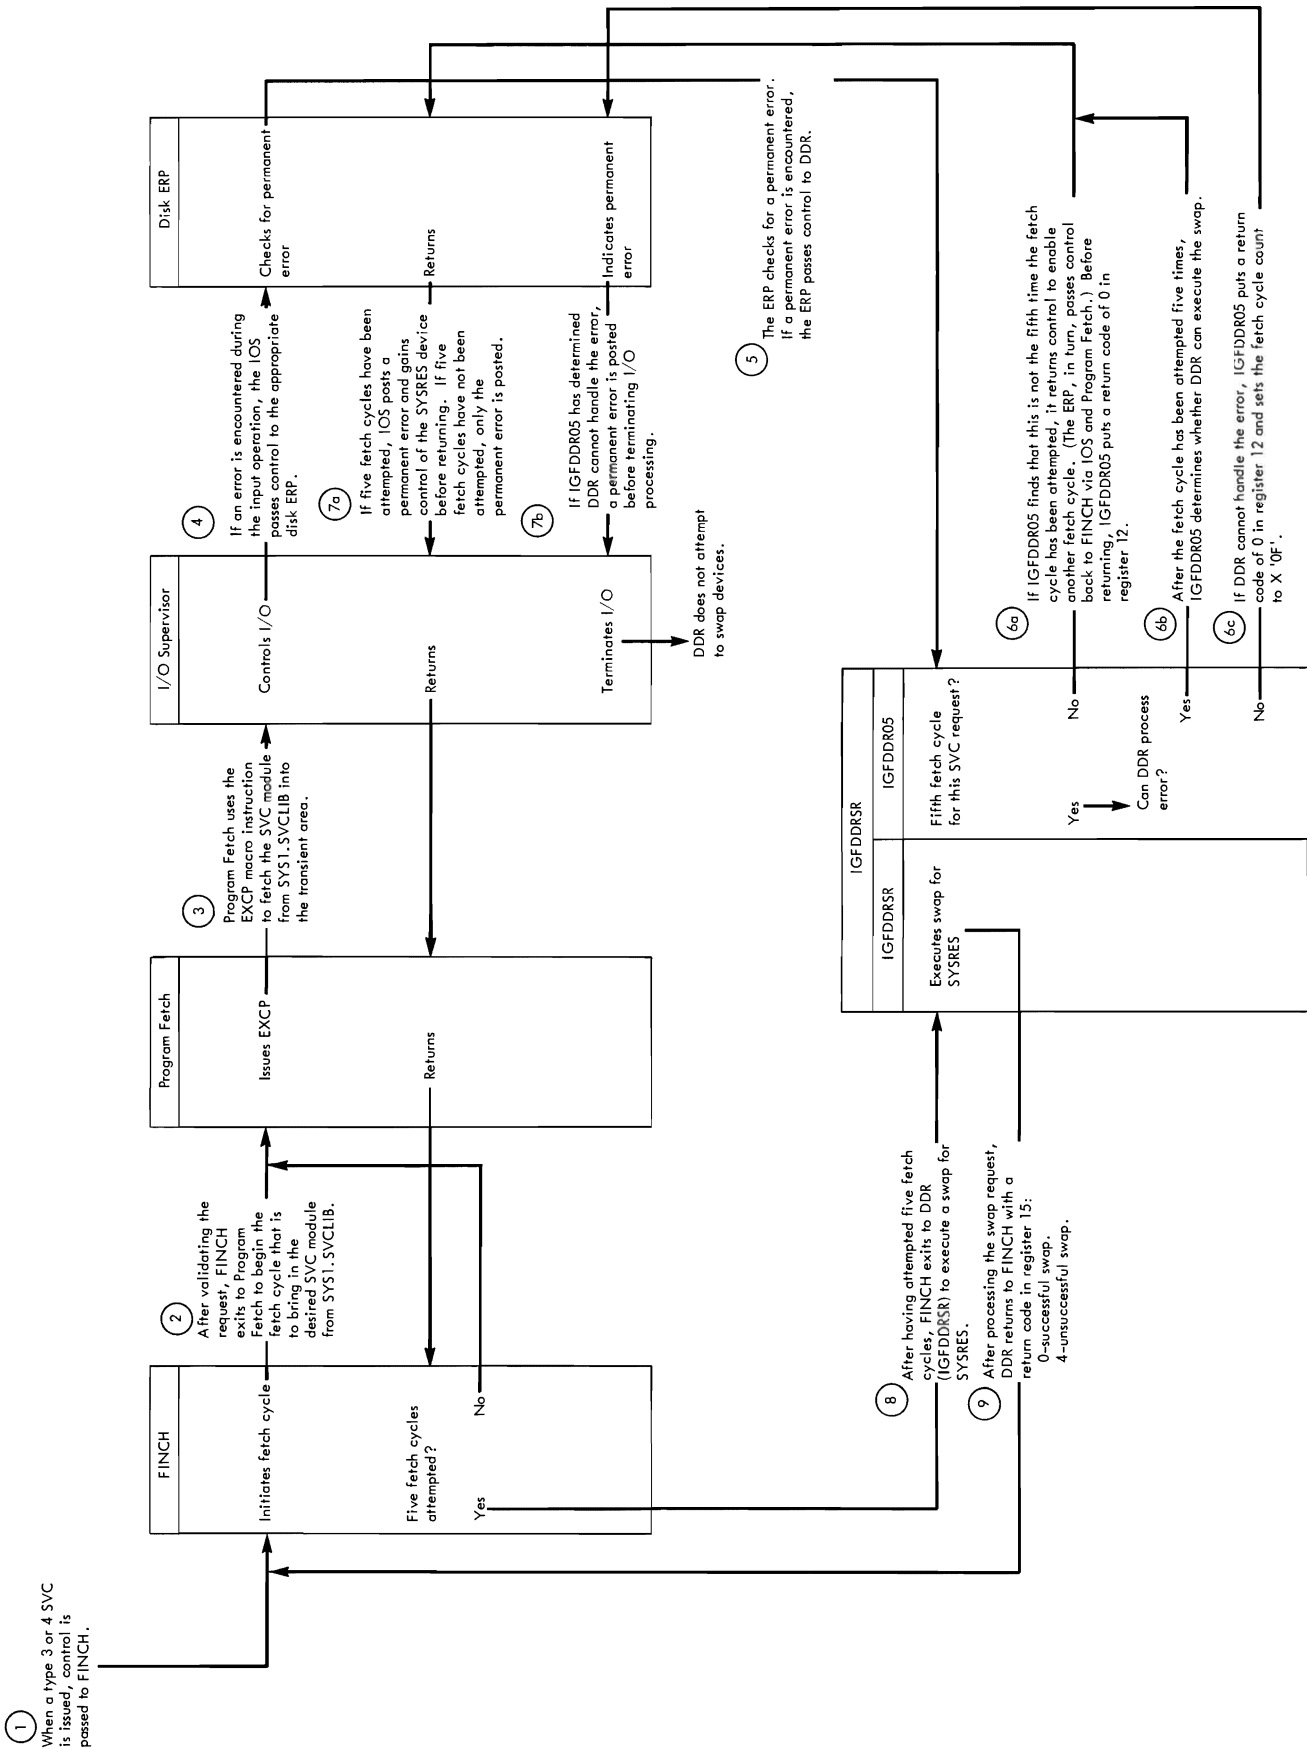 1
When a type 3 or 4 SVC
is issued, control is
passed to FINCH.
FINCH
Initiates fetch cycle
Five fetch cycles
attempted?
Yes
No
2
After validating the
request, FINCH
exits to Program
Fetch to begin the
fetch cycle that is
to bring in the
desired SVC module
from SYS1.SVCLIB.
Program Fetch
Issues EXCP
Returns
3
Program Fetch uses the
EXCP macro instruction
to fetch the SVC module
from SYS1.SVCLIB into
the transient area.
I/O Supervisor
Controls I/O
Returns
Terminates I/O
DDR does not attempt
to swap devices.
4
If an error is encountered during
the input operation, the IOS
passes control to the appropriate
disk ERP.
7a
If five fetch cycles have been
attempted, IOS posts a
permanent error and gains
control of the SYSRES device
before returning. If five
fetch cycles have not been
attempted, only the
permanent error is posted.
7b
If IGFDDR05 has determined
DDR cannot handle the error,
a permanent error is posted
before terminating I/O
processing.
Disk ERP
Checks for permanent
error
Returns
Indicates permanent
error
5
The ERP checks for a permanent error.
If a permanent error is encountered,
the ERP passes control to DDR.
8
After having attempted five fetch
cycles, FINCH exits to DDR
(IGFDDRSR) to execute a swap for
SYSRES.
9
After processing the swap request,
DDR returns to FINCH with a
return code in register 15:
0-successful swap.
4-unsuccessful swap.
IGFDDRSR
IGFDDRSR
Executes swap for
SYSRES
IGFDDR05
Fifth fetch cycle
for this SVC request?
Yes
No
Can DDR process
error?
Yes
No
6a
If IGFDDR05 finds that this is not the fifth time the fetch
cycle has been attempted, it returns control to enable
another fetch cycle. (The ERP, in turn, passes control
back to FINCH via IOS and Program Fetch.) Before
returning, IGFDDR05 puts a return code of 0 in
register 12.
6b
After the fetch cycle has been attempted five times,
IGFDDR05 determines whether DDR can execute the swap.
6c
If DDR cannot handle the error, IGFDDR05 puts a return
code of 0 in register 12 and sets the fetch cycle count
to X '0F'.